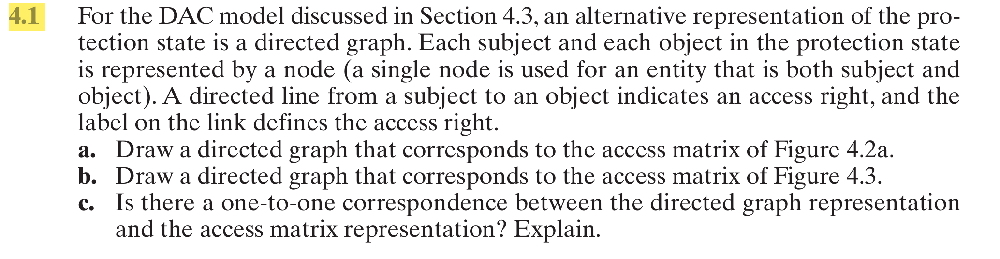 4.1 For the DAC model discussed in Section 4.3, an alternative representation of the pro-
tection state is a directed graph. Each subject and each object in the protection state
is represented by a node (a single node is used for an entity that is both subject and
object). A directed line from a subject to an object indicates an access right, and the
label on the link defines the access right.
a. Draw a directed graph that corresponds to the access matrix of Figure 4.2a.
b. Draw a directed graph that corresponds to the access matrix of Figure 4.3.
c. Is there a one-to-one correspondence between the directed graph representation
and the access matrix representation? Explain.